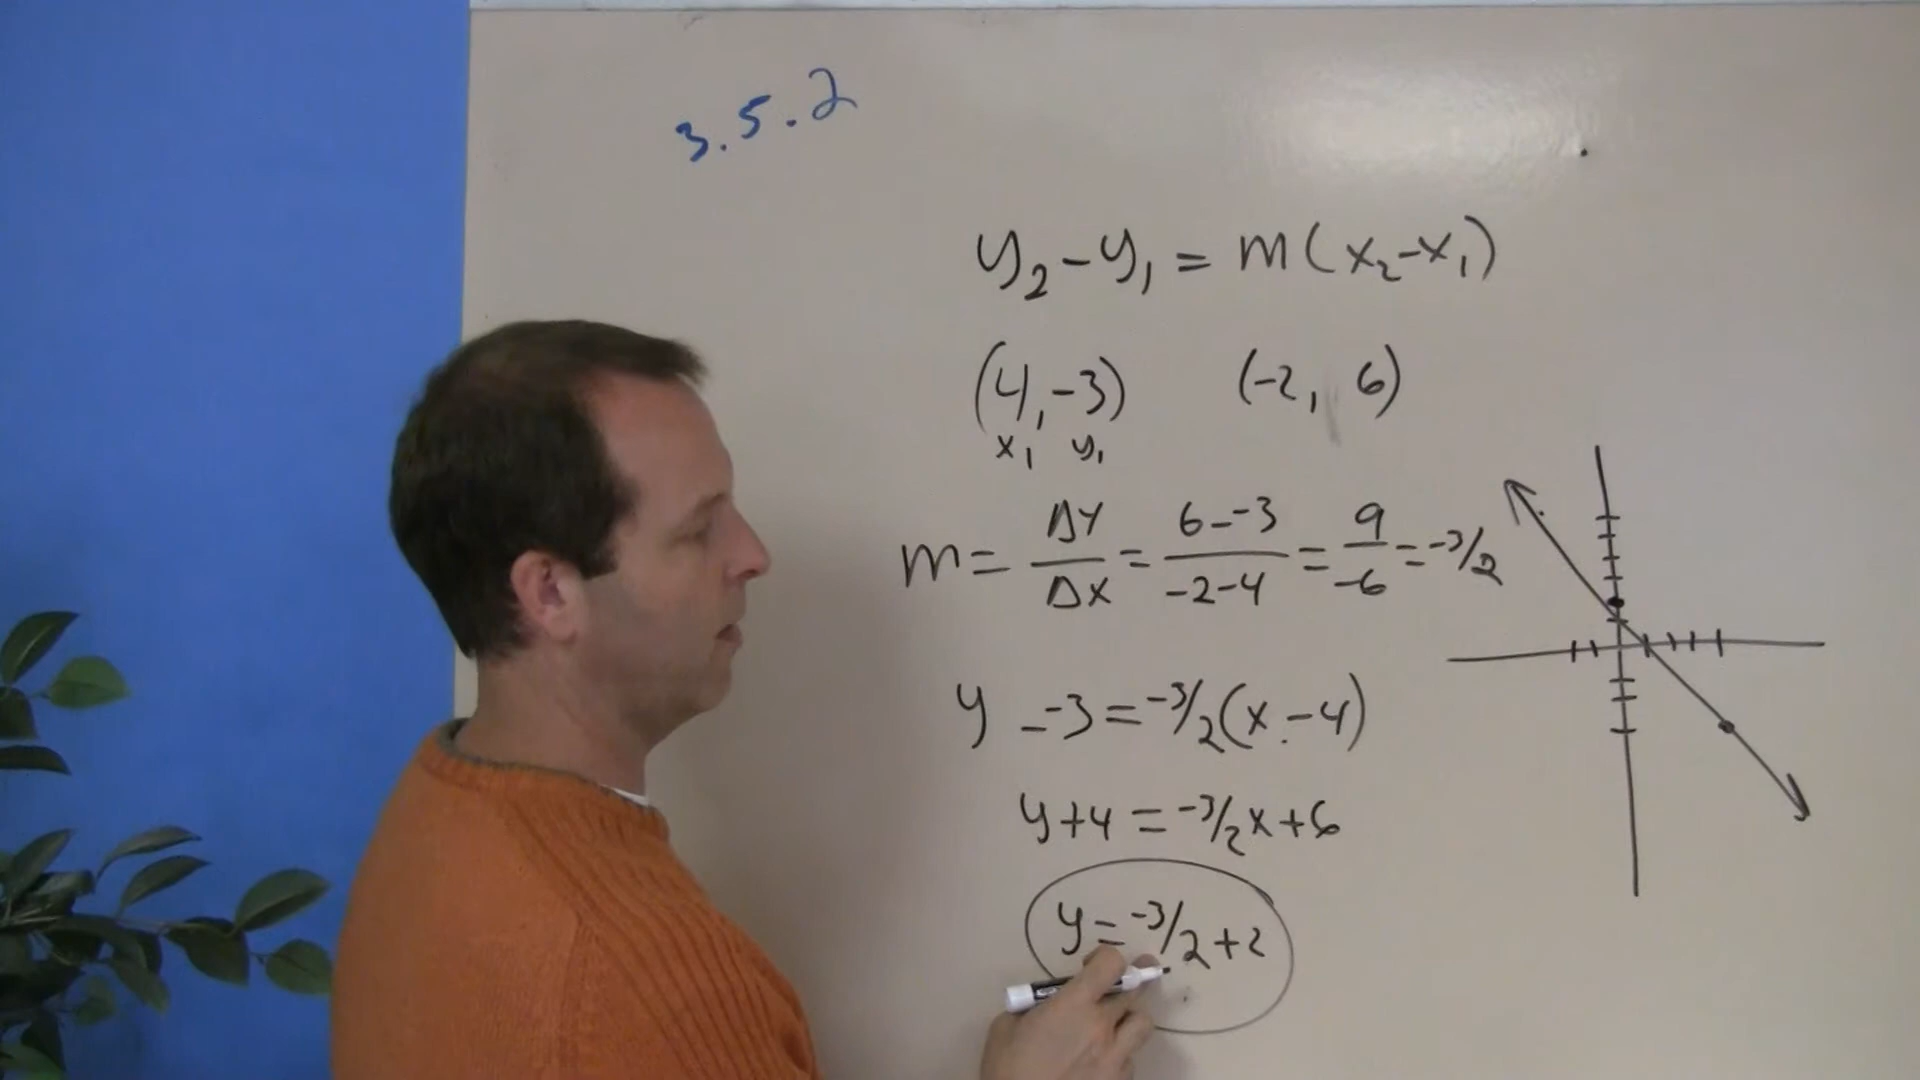 3.5.2
y₂-y₁ = m(x₂-x₁)
(4,-3) (-2, 6)
x₁ y₁
m = ΔY/ΔX = 6--3/-2-4 = 9/-6 = -3/2
y --3 = -3/2(x.-4)
y+4 = -3/2x+6
y = -3/2+2